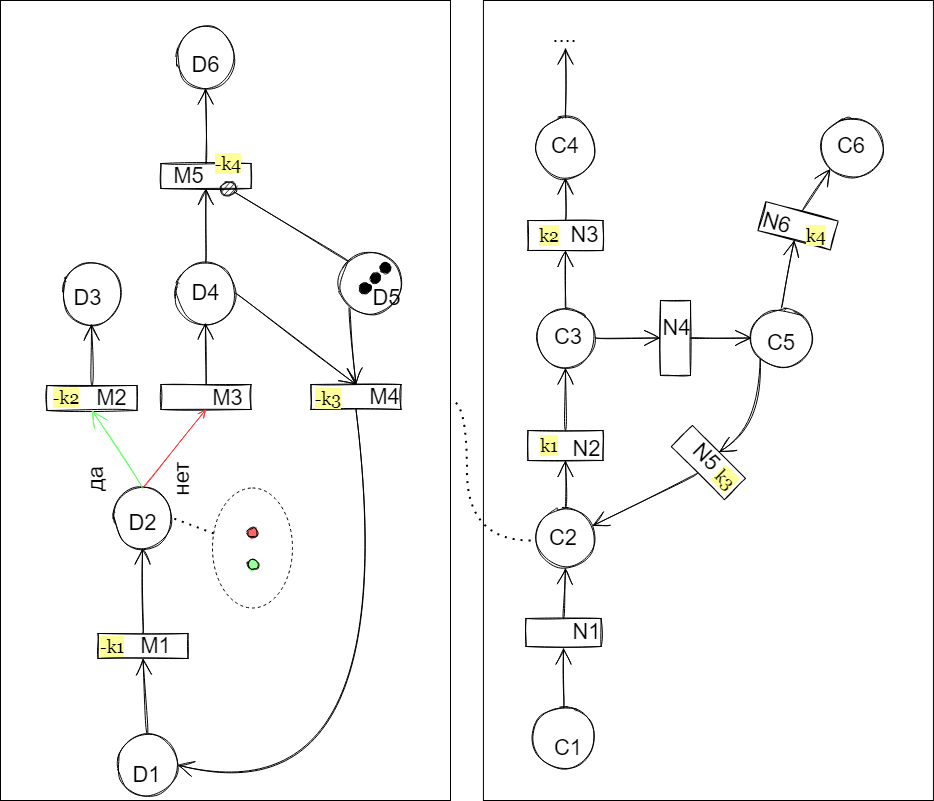 D6
-k4
M5
D3
D4
D5
-k2 M2
M3
-k3 M4
да
нет
D2
-k1 M1
D1
....
C4
C6
k2 N3
N6 k4
C3
N4
C5
k1 N2
N5 k3
C2
N1
C1